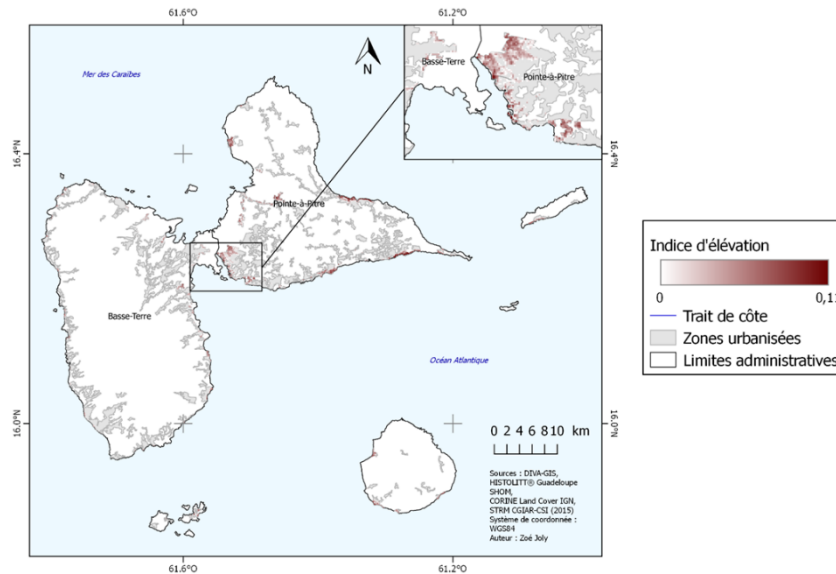 61.6°O
61.2°O
Mer des Caraïbes
N
Basse-Terre
Pointe-à-Pitre
16.4°N
16.4°N
Pointe-à-Pitre
Basse-Terre
Océan Atlantique
16.0°N
16.0°N
0 2 4 6 8 10 km
Sources : DIVA-GIS,
HISTOLITT® Guadeloupe
SHOM,
CORINE Land Cover IGN,
STRM CGIAR-CSI (2015)
Système de coordonnée :
WGS84
Auteur : Zoé Joly
61.6°O
61.2°O
Indice d'élévation
0
0,11
Trait de côte
Zones urbanisées
Limites administratives